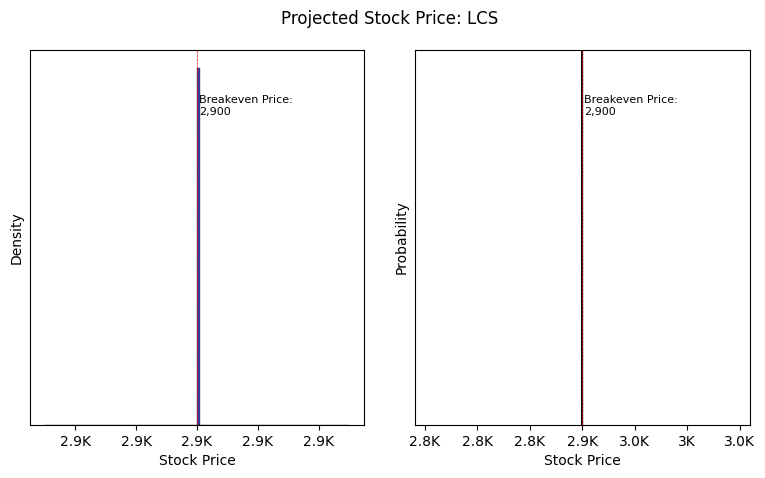 Projected Stock Price: LCS
Density
Breakeven Price:
2,900
2.9K 2.9K 2.9K 2.9K 2.9K
Stock Price
Probability
Breakeven Price:
2,900
2.8K 2.8K 2.8K 2.9K 3.0K 3K 3.0K
Stock Price